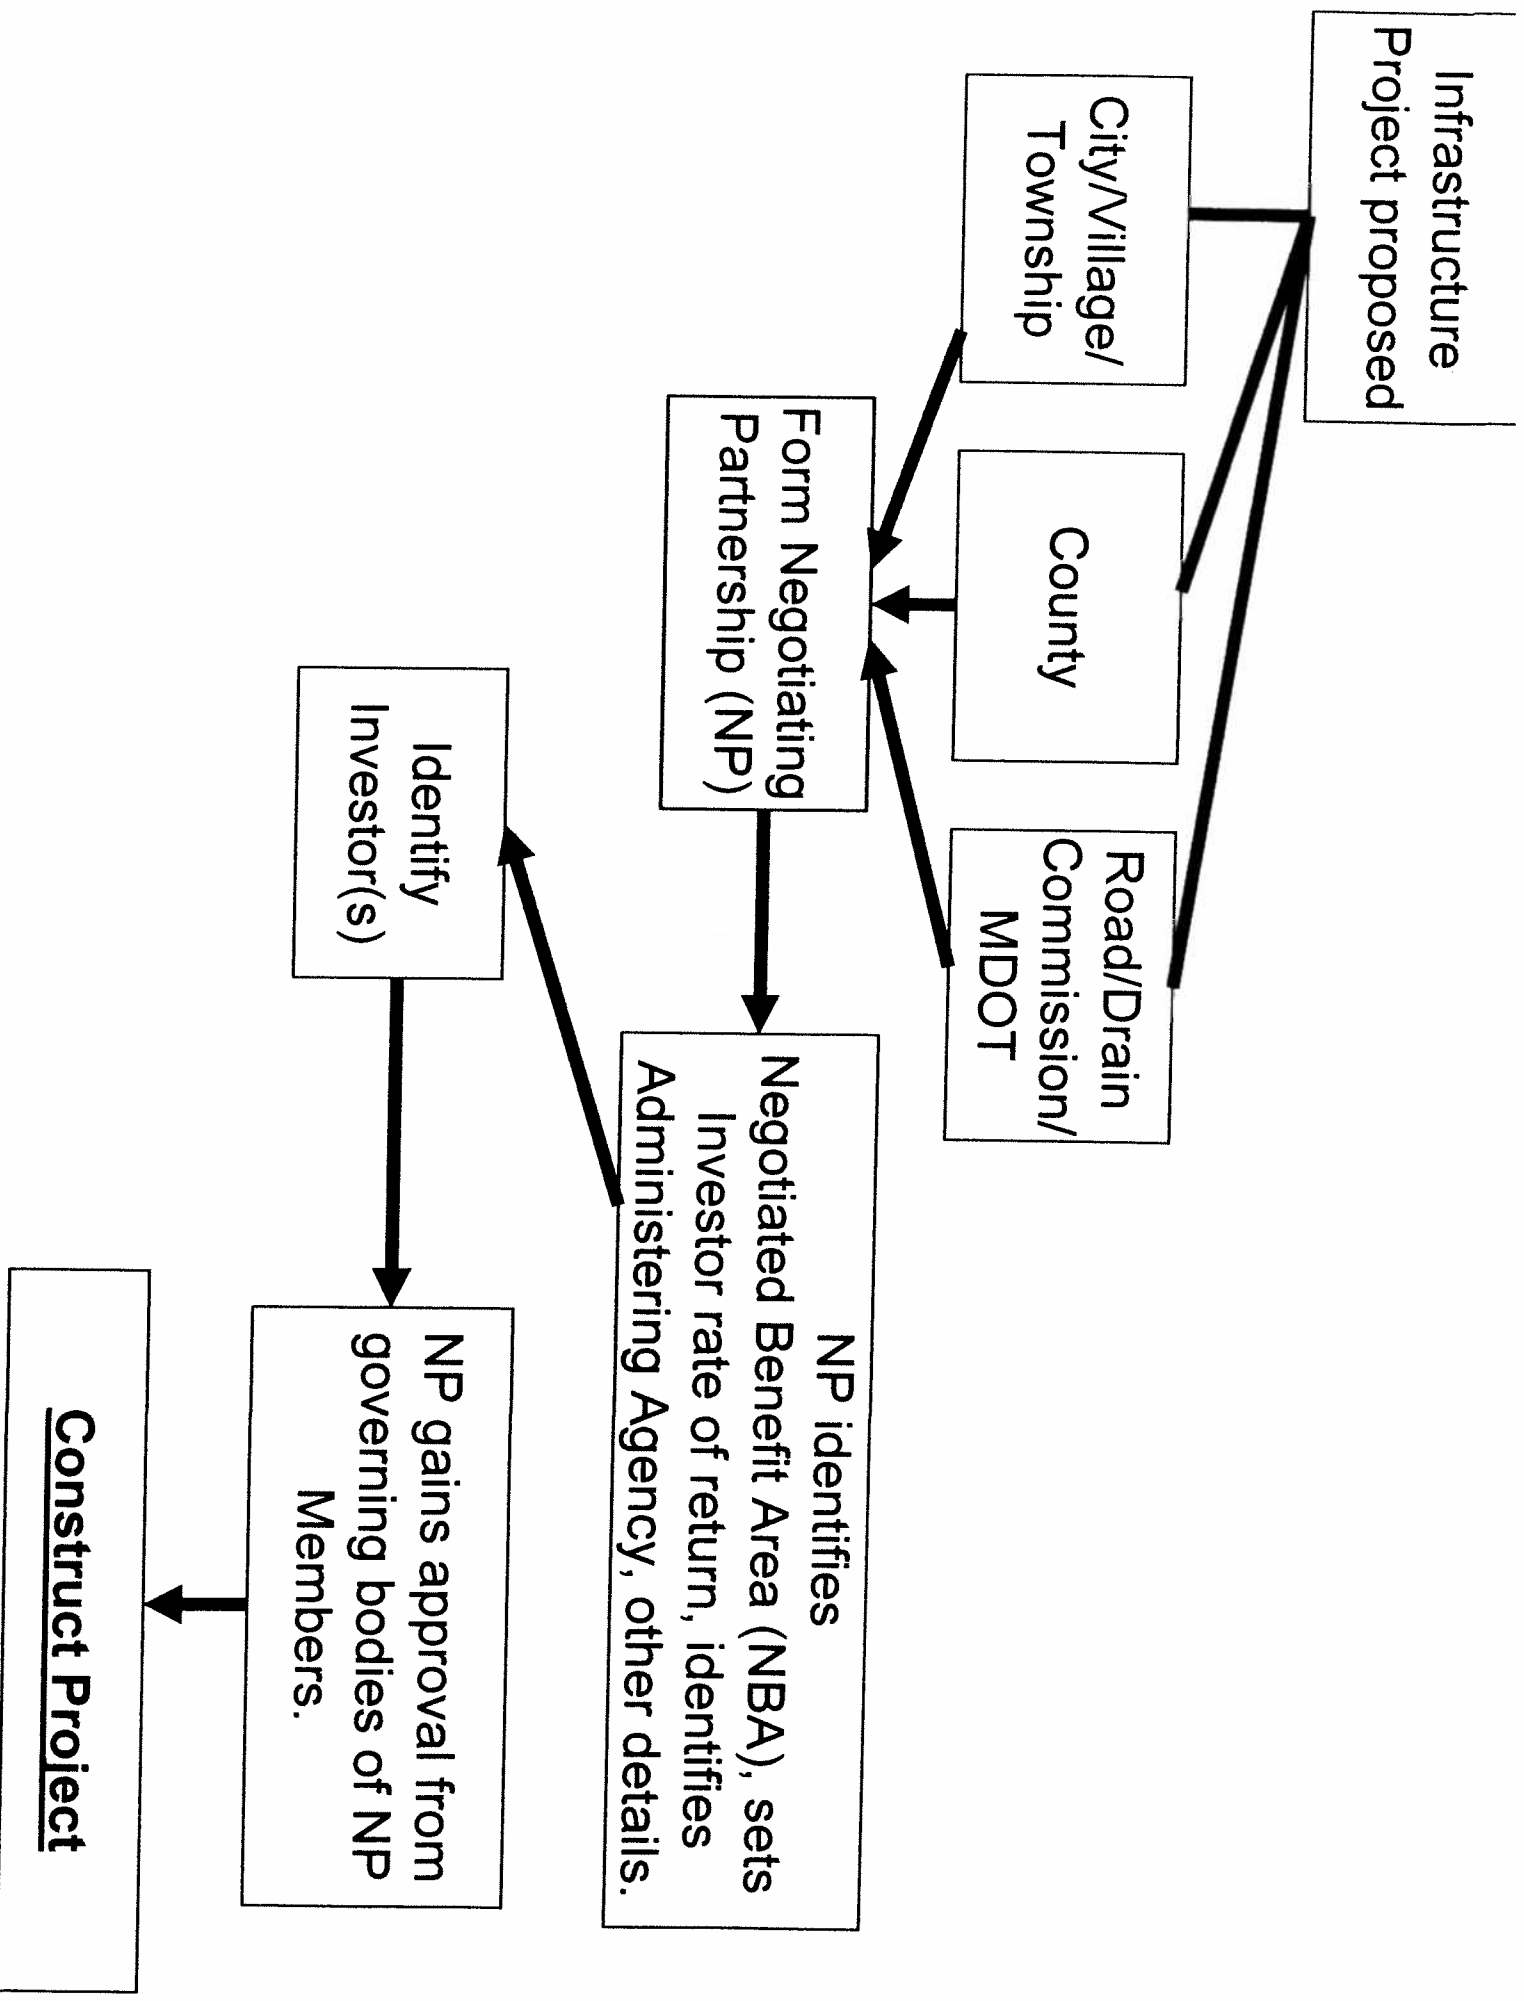 Infrastructure
Project proposed
City/Village/
Township
County
Road/Drain
Commission/
MDOT
Form Negotiating
Partnership (NP)
NP identifies
Negotiated Benefit Area (NBA), sets
Investor rate of return, identifies
Administering Agency, other details.
Identify
Investor(s)
NP gains approval from
governing bodies of NP
Members.
Construct Project